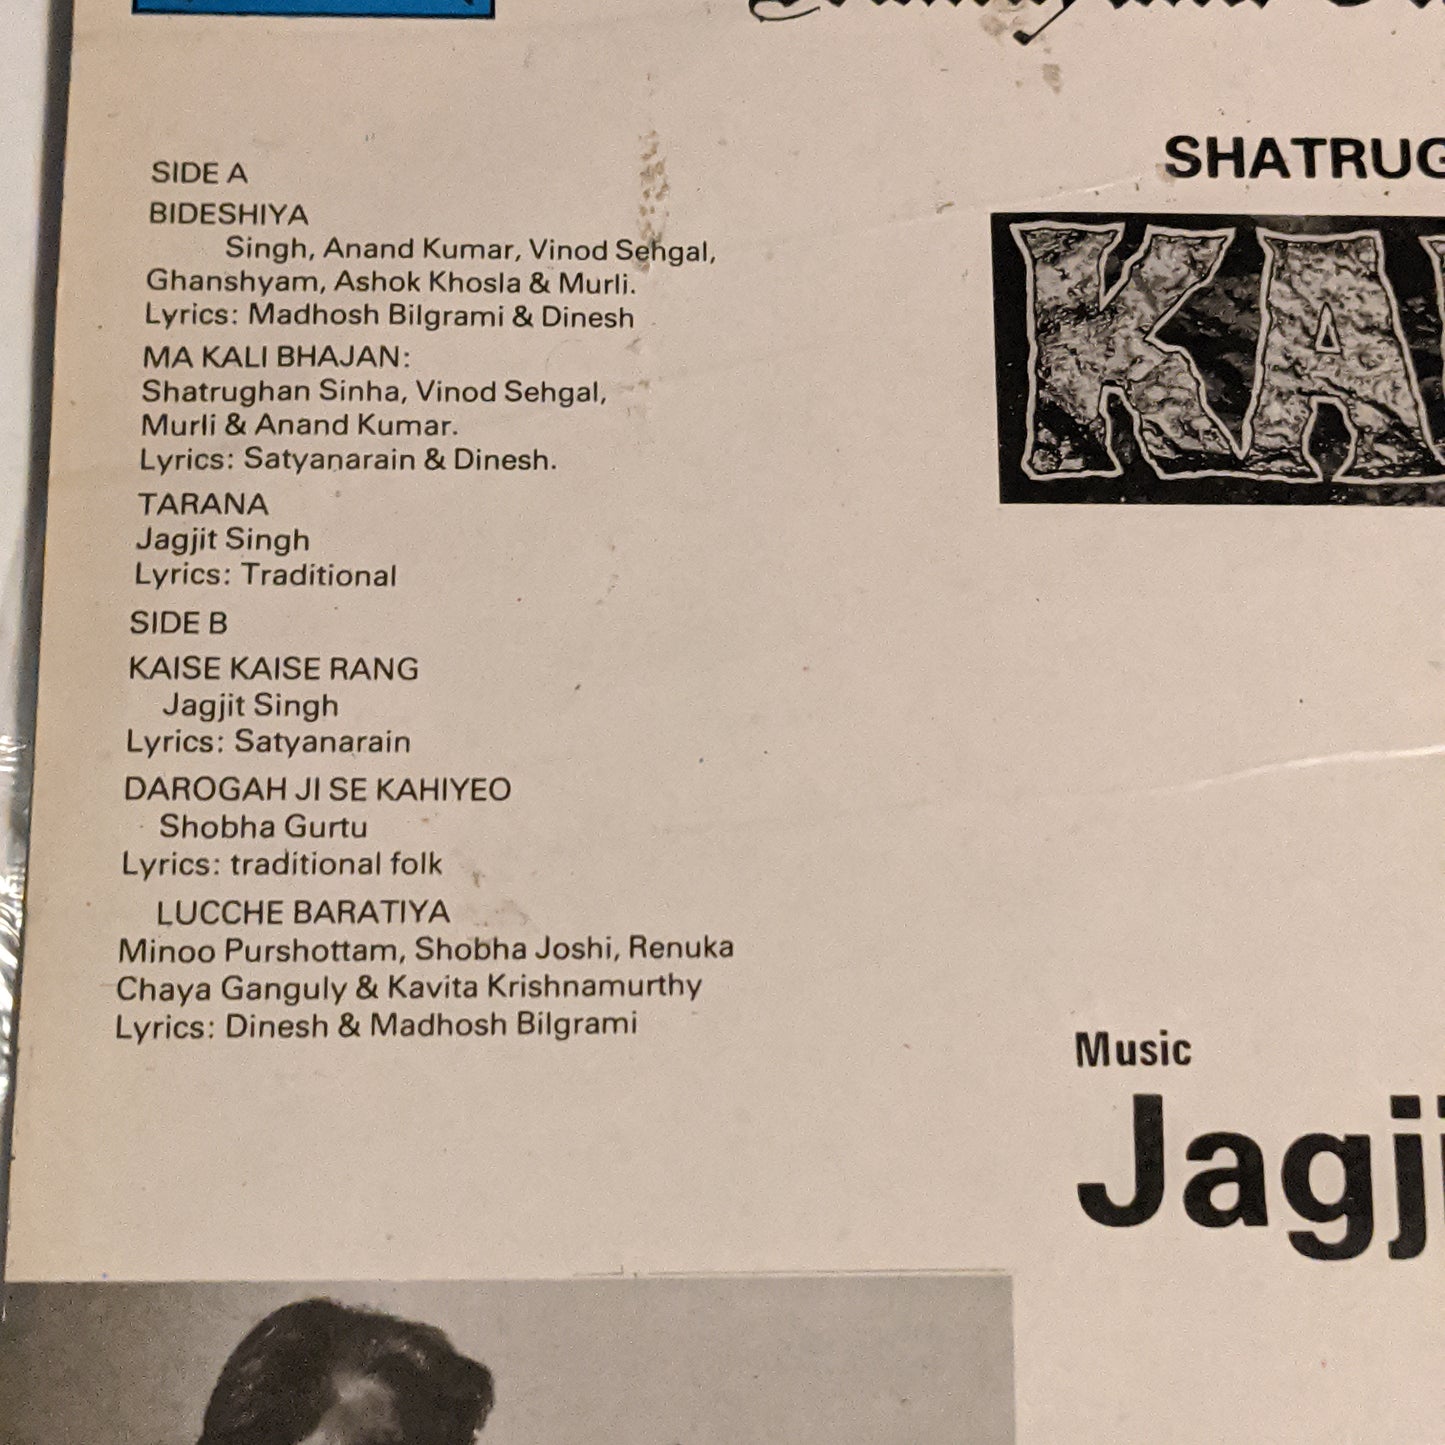 SHATRUG
KA
SIDE A
BIDESHIYA
Singh, Anand Kumar, Vinod Sehgal,
Ghanshyam, Ashok Khosla & Murli.
Lyrics: Madhosh Bilgrami & Dinesh
MA KALI BHAJAN:
Shatrughan Sinha, Vinod Sehgal,
Murli & Anand Kumar.
Lyrics: Satyanarain & Dinesh.
TARANA
Jagjit Singh
Lyrics: Traditional
SIDE B
KAISE KAISE RANG
Jagjit Singh
Lyrics: Satyanarain
DAROGAH JI SE KAHIYEO
Shobha Gurtu
Lyrics: traditional folk
LUCCHE BARATIYA
Minoo Purshottam, Shobha Joshi, Renuka
Chaya Ganguly & Kavita Krishnamurthy
Lyrics: Dinesh & Madhosh Bilgrami
Music
Jagji